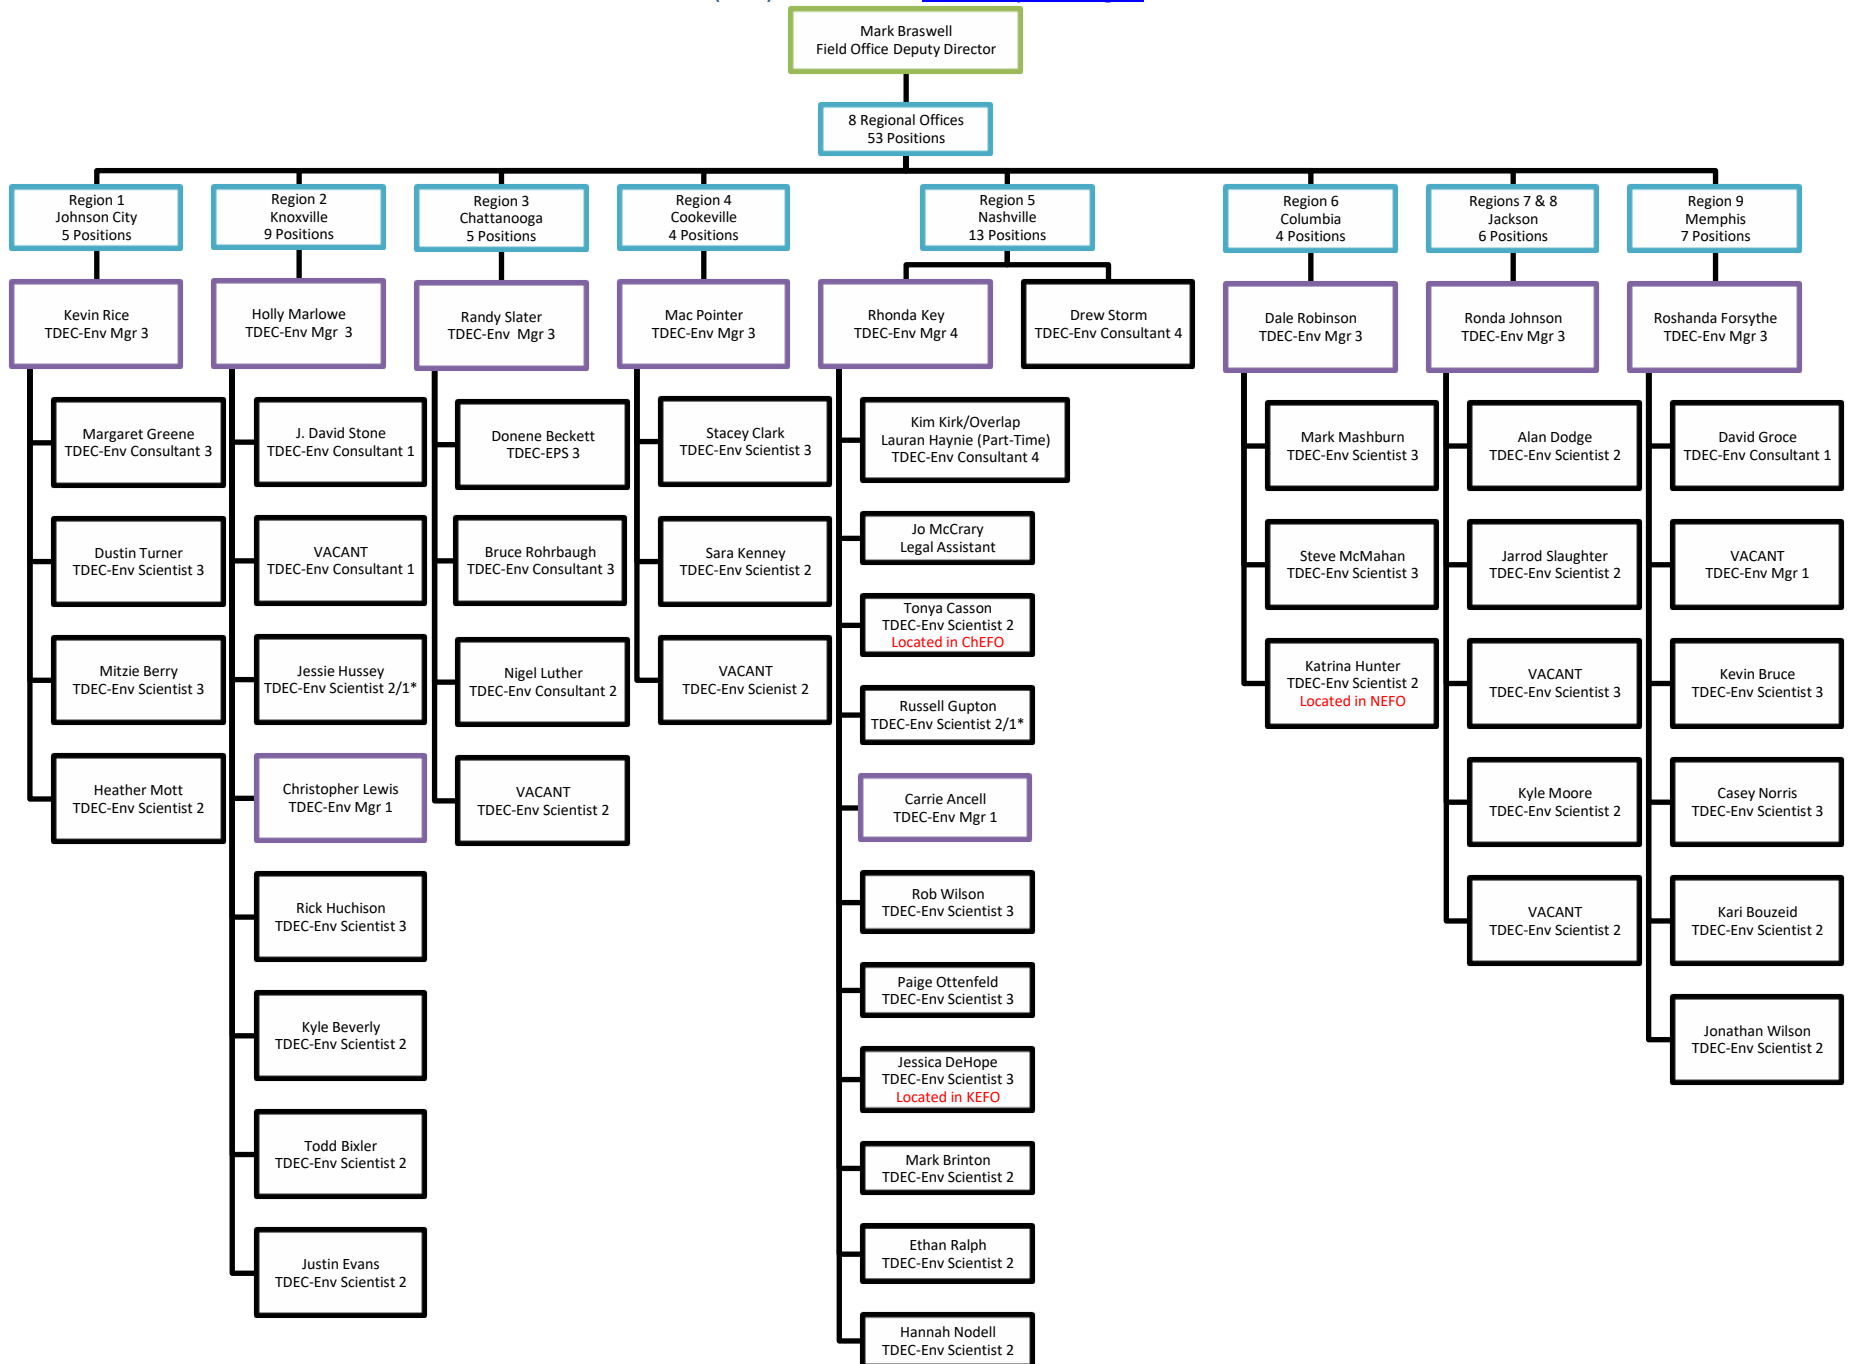 Mark Braswell
Field Office Deputy Director
8 Regional Offices
53 Positions
Region 1
Johnson City
5 Positions
Region 2
Knoxville
9 Positions
Region 3
Chattanooga
5 Positions
Region 4
Cookeville
4 Positions
Region 5
Nashville
13 Positions
Region 6
Columbia
4 Positions
Regions 7 & 8
Jackson
6 Positions
Region 9
Memphis
7 Positions
Kevin Rice
TDEC-Env Mgr 3
Holly Marlowe
TDEC-Env Mgr 3
Randy Slater
TDEC-Env Mgr 3
Mac Pointer
TDEC-Env Mgr 3
Rhonda Key
TDEC-Env Mgr 4
Drew Storm
TDEC-Env Consultant 4
Dale Robinson
TDEC-Env Mgr 3
Ronda Johnson
TDEC-Env Mgr 3
Roshanda Forsythe
TDEC-Env Mgr 3
Margaret Greene
TDEC-Env Consultant 3
Dustin Turner
TDEC-Env Scientist 3
Mitzie Berry
TDEC-Env Scientist 3
Heather Mott
TDEC-Env Scientist 2
J. David Stone
TDEC-Env Consultant 1
VACANT
TDEC-Env Consultant 1
Jessie Hussey
TDEC-Env Scientist 2/1*
Christopher Lewis
TDEC-Env Mgr 1
Rick Huchison
TDEC-Env Scientist 3
Kyle Beverly
TDEC-Env Scientist 2
Todd Bixler
TDEC-Env Scientist 2
Justin Evans
TDEC-Env Scientist 2
Donene Beckett
TDEC-EPS 3
Bruce Rohrbaugh
TDEC-Env Consultant 3
Nigel Luther
TDEC-Env Consultant 2
VACANT
TDEC-Env Scientist 2
Stacey Clark
TDEC-Env Scientist 3
Sara Kenney
TDEC-Env Scientist 2
VACANT
TDEC-Env Scienist 2
Kim Kirk/Overlap
Lauran Haynie (Part-Time)
TDEC-Env Consultant 4
Jo McCrary
Legal Assistant
Tonya Casson
TDEC-Env Scientist 2
Located in ChEFO
Russell Gupton
TDEC-Env Scientist 2/1*
Carrie Ancell
TDEC-Env Mgr 1
Rob Wilson
TDEC-Env Scientist 3
Paige Ottenfeld
TDEC-Env Scientist 3
Jessica DeHope
TDEC-Env Scientist 3
Located in KEFO
Mark Brinton
TDEC-Env Scientist 2
Ethan Ralph
TDEC-Env Scientist 2
Hannah Nodell
TDEC-Env Scientist 2
Mark Mashburn
TDEC-Env Scientist 3
Steve McMahan
TDEC-Env Scientist 3
Katrina Hunter
TDEC-Env Scientist 2
Located in NEFO
Alan Dodge
TDEC-Env Scientist 2
Jarrod Slaughter
TDEC-Env Scientist 2
VACANT
TDEC-Env Scientist 3
Kyle Moore
TDEC-Env Scientist 2
VACANT
TDEC-Env Scientist 2
David Groce
TDEC-Env Consultant 1
VACANT
TDEC-Env Mgr 1
Kevin Bruce
TDEC-Env Scientist 3
Casey Norris
TDEC-Env Scientist 3
Kari Bouzeid
TDEC-Env Scientist 2
Jonathan Wilson
TDEC-Env Scientist 2